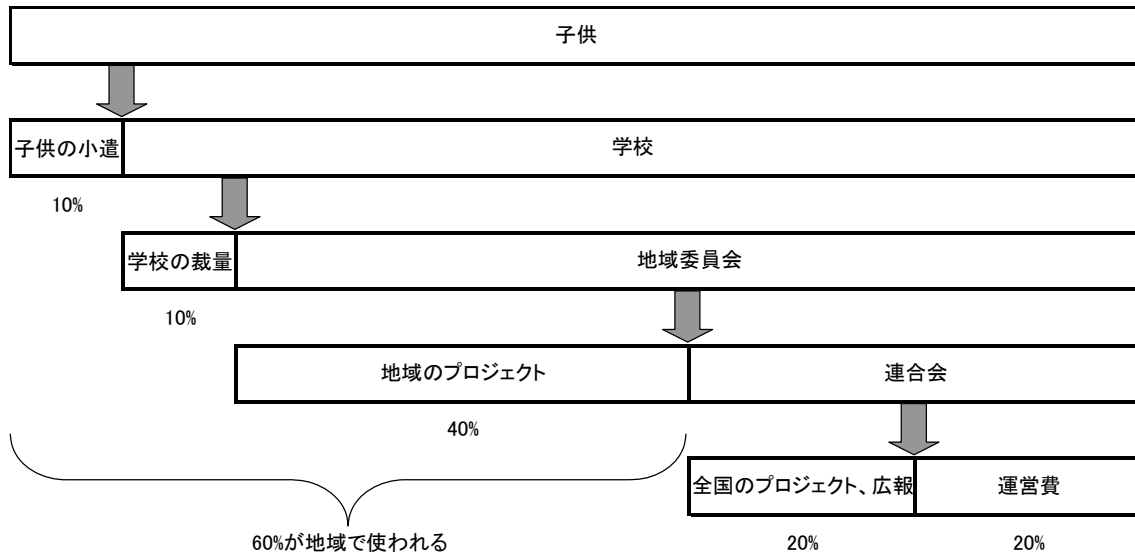 子供
子供の小遣
学校
10%
学校の裁量
地域委員会
10%
地域のプロジェクト
連合会
40%
全国のプロジェクト、広報
運営費
60%が地域で使われる
20%
20%